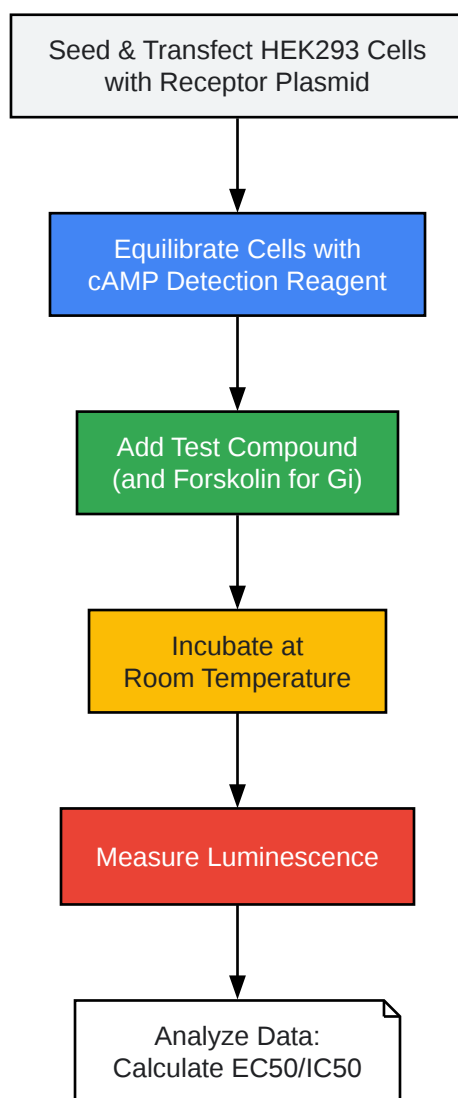 Seed & Transfect HEK293 Cells
with Receptor Plasmid
Equilibrate Cells with
cAMP Detection Reagent
Add Test Compound
(and Forskolin for Gi)
Incubate at
Room Temperature
Measure Luminescence
Analyze Data:
Calculate EC50/IC50